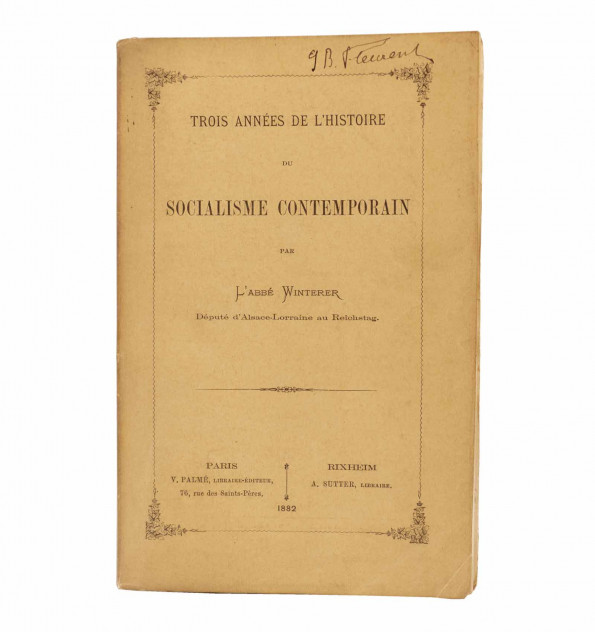 J B Clément
TROIS ANNÉES DE L'HISTOIRE
DU
SOCIALISME CONTEMPORAIN
PAR
L'ABBÉ WINTERER
Député d'Alsace-Lorraine au Reichstag.
PARIS
V. PALMÉ, LIBRAIRE-ÉDITEUR,
76, rue des Saints-Pères.
RIXHEIM
A. SUTTER, LIBRAIRE.
1882